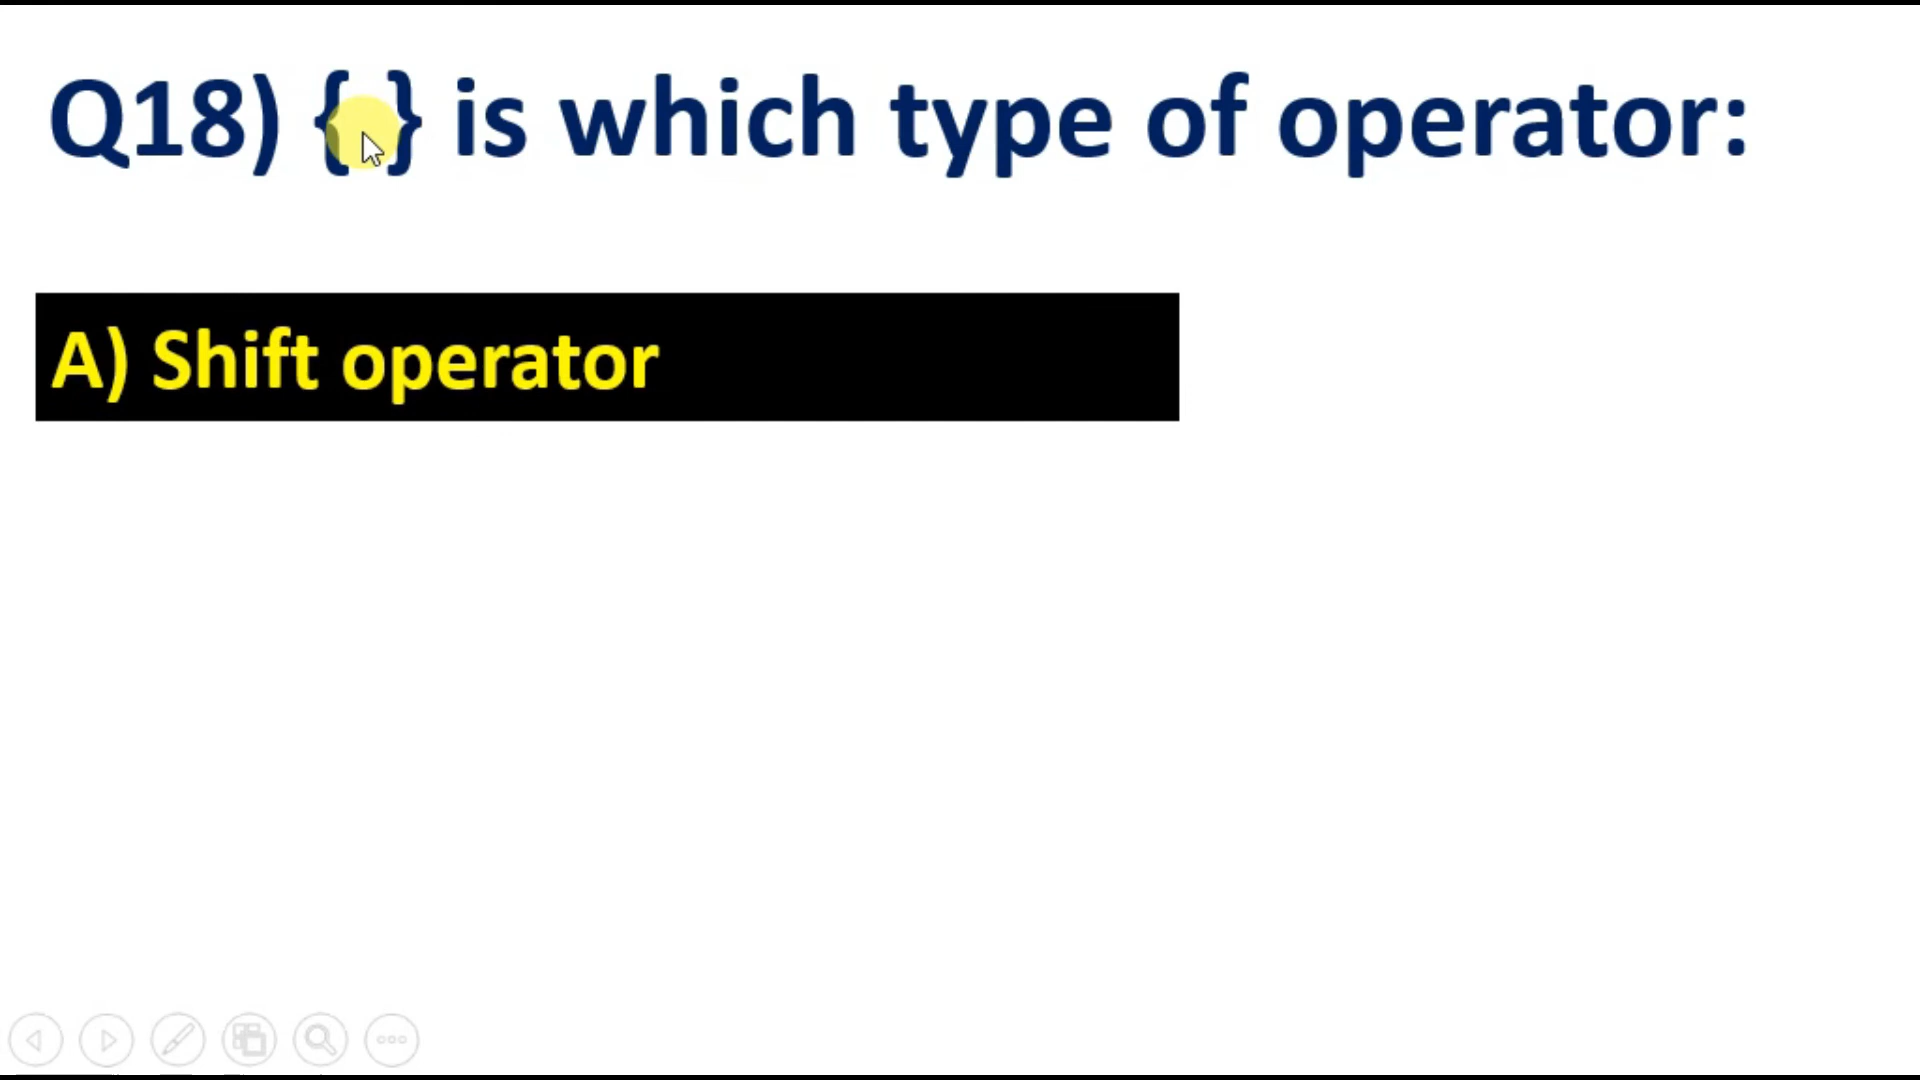 Q18) { } is which type of operator:
A) Shift operator